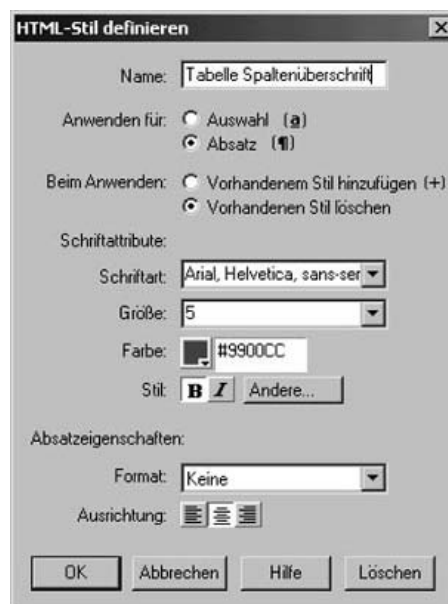 HTML-Stil definieren
Name: Tabelle Spaltenüberschrift
Anwenden für: Auswahl (a)
Absatz (¶)
Beim Anwenden: Vorhandenem Stil hinzufügen (+)
Vorhandenen Stil löschen
Schriftattribute:
Schriftart: Arial, Helvetica, sans-ser
Größe: 5
Farbe: #9900CC
Stil: B I Andere...
Absatzeigenschaften:
Format: Keine
Ausrichtung:
OK Abbrechen Hilfe Löschen